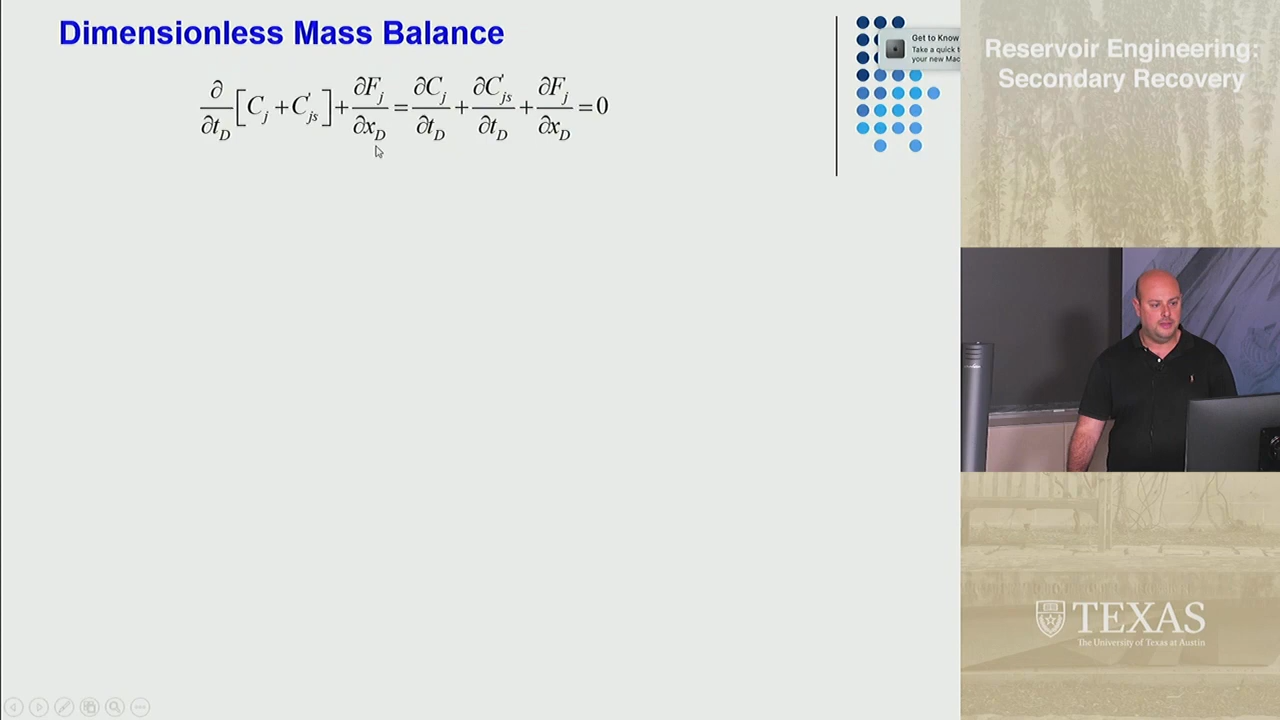 Dimensionless Mass Balance
∂/∂t_D [C_j + C'_js] + ∂F_j/∂x_D = ∂C_j/∂t_D + ∂C'_js/∂t_D + ∂F_j/∂x_D = 0
Get to Know
Take a quick t
your new Mac
Reservoir Engineering:
Secondary Recovery
TEXAS
The University of Texas at Austin